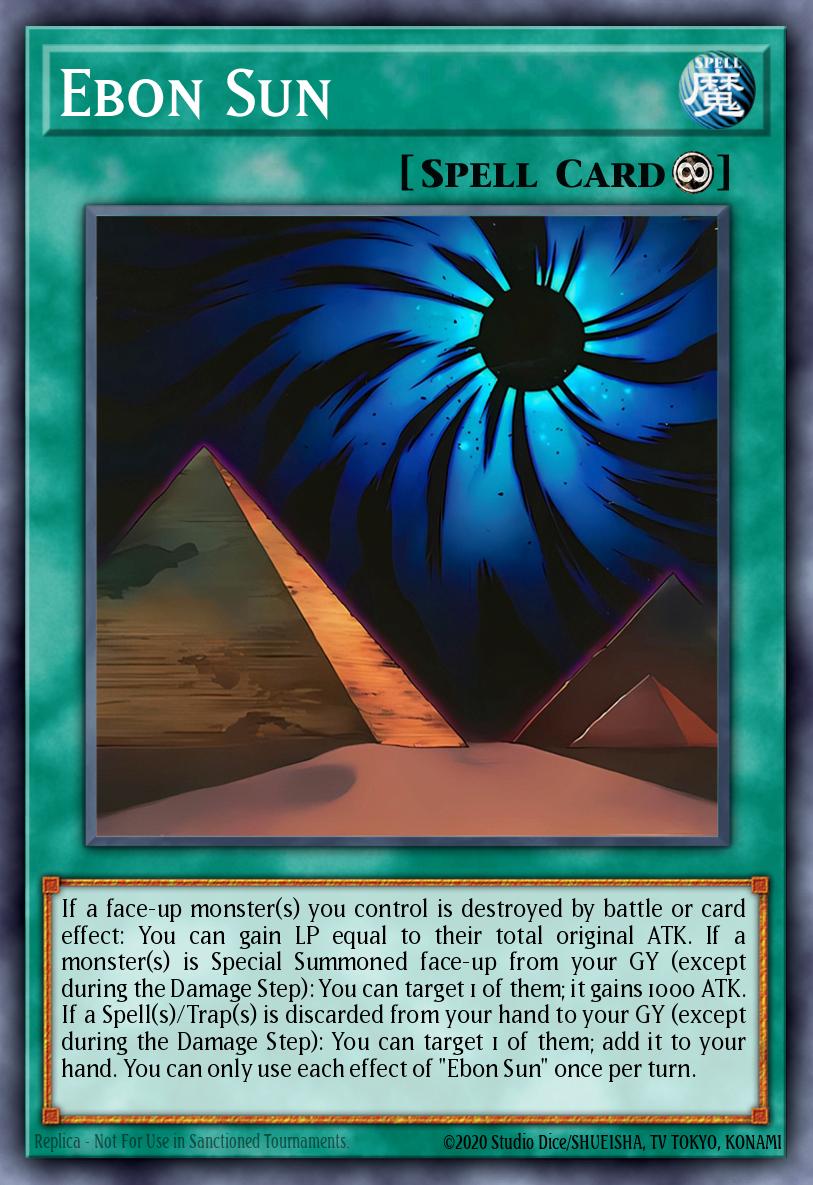 Ebon Sun
SPELL
魔
[Spell Card]
If a face-up monster(s) you control is destroyed by battle or card
effect: You can gain LP equal to their total original ATK. If a
monster(s) is Special Summoned face-up from your GY (except
during the Damage Step): You can target 1 of them; it gains 1000 ATK.
If a Spell(s)/Trap(s) is discarded from your hand to your GY (except
during the Damage Step): You can target 1 of them; add it to your
hand. You can only use each effect of "Ebon Sun" once per turn.
Replica - Not For Use in Sanctioned Tournaments.
©2020 Studio Dice/SHUEISHA, TV TOKYO, KONAMI